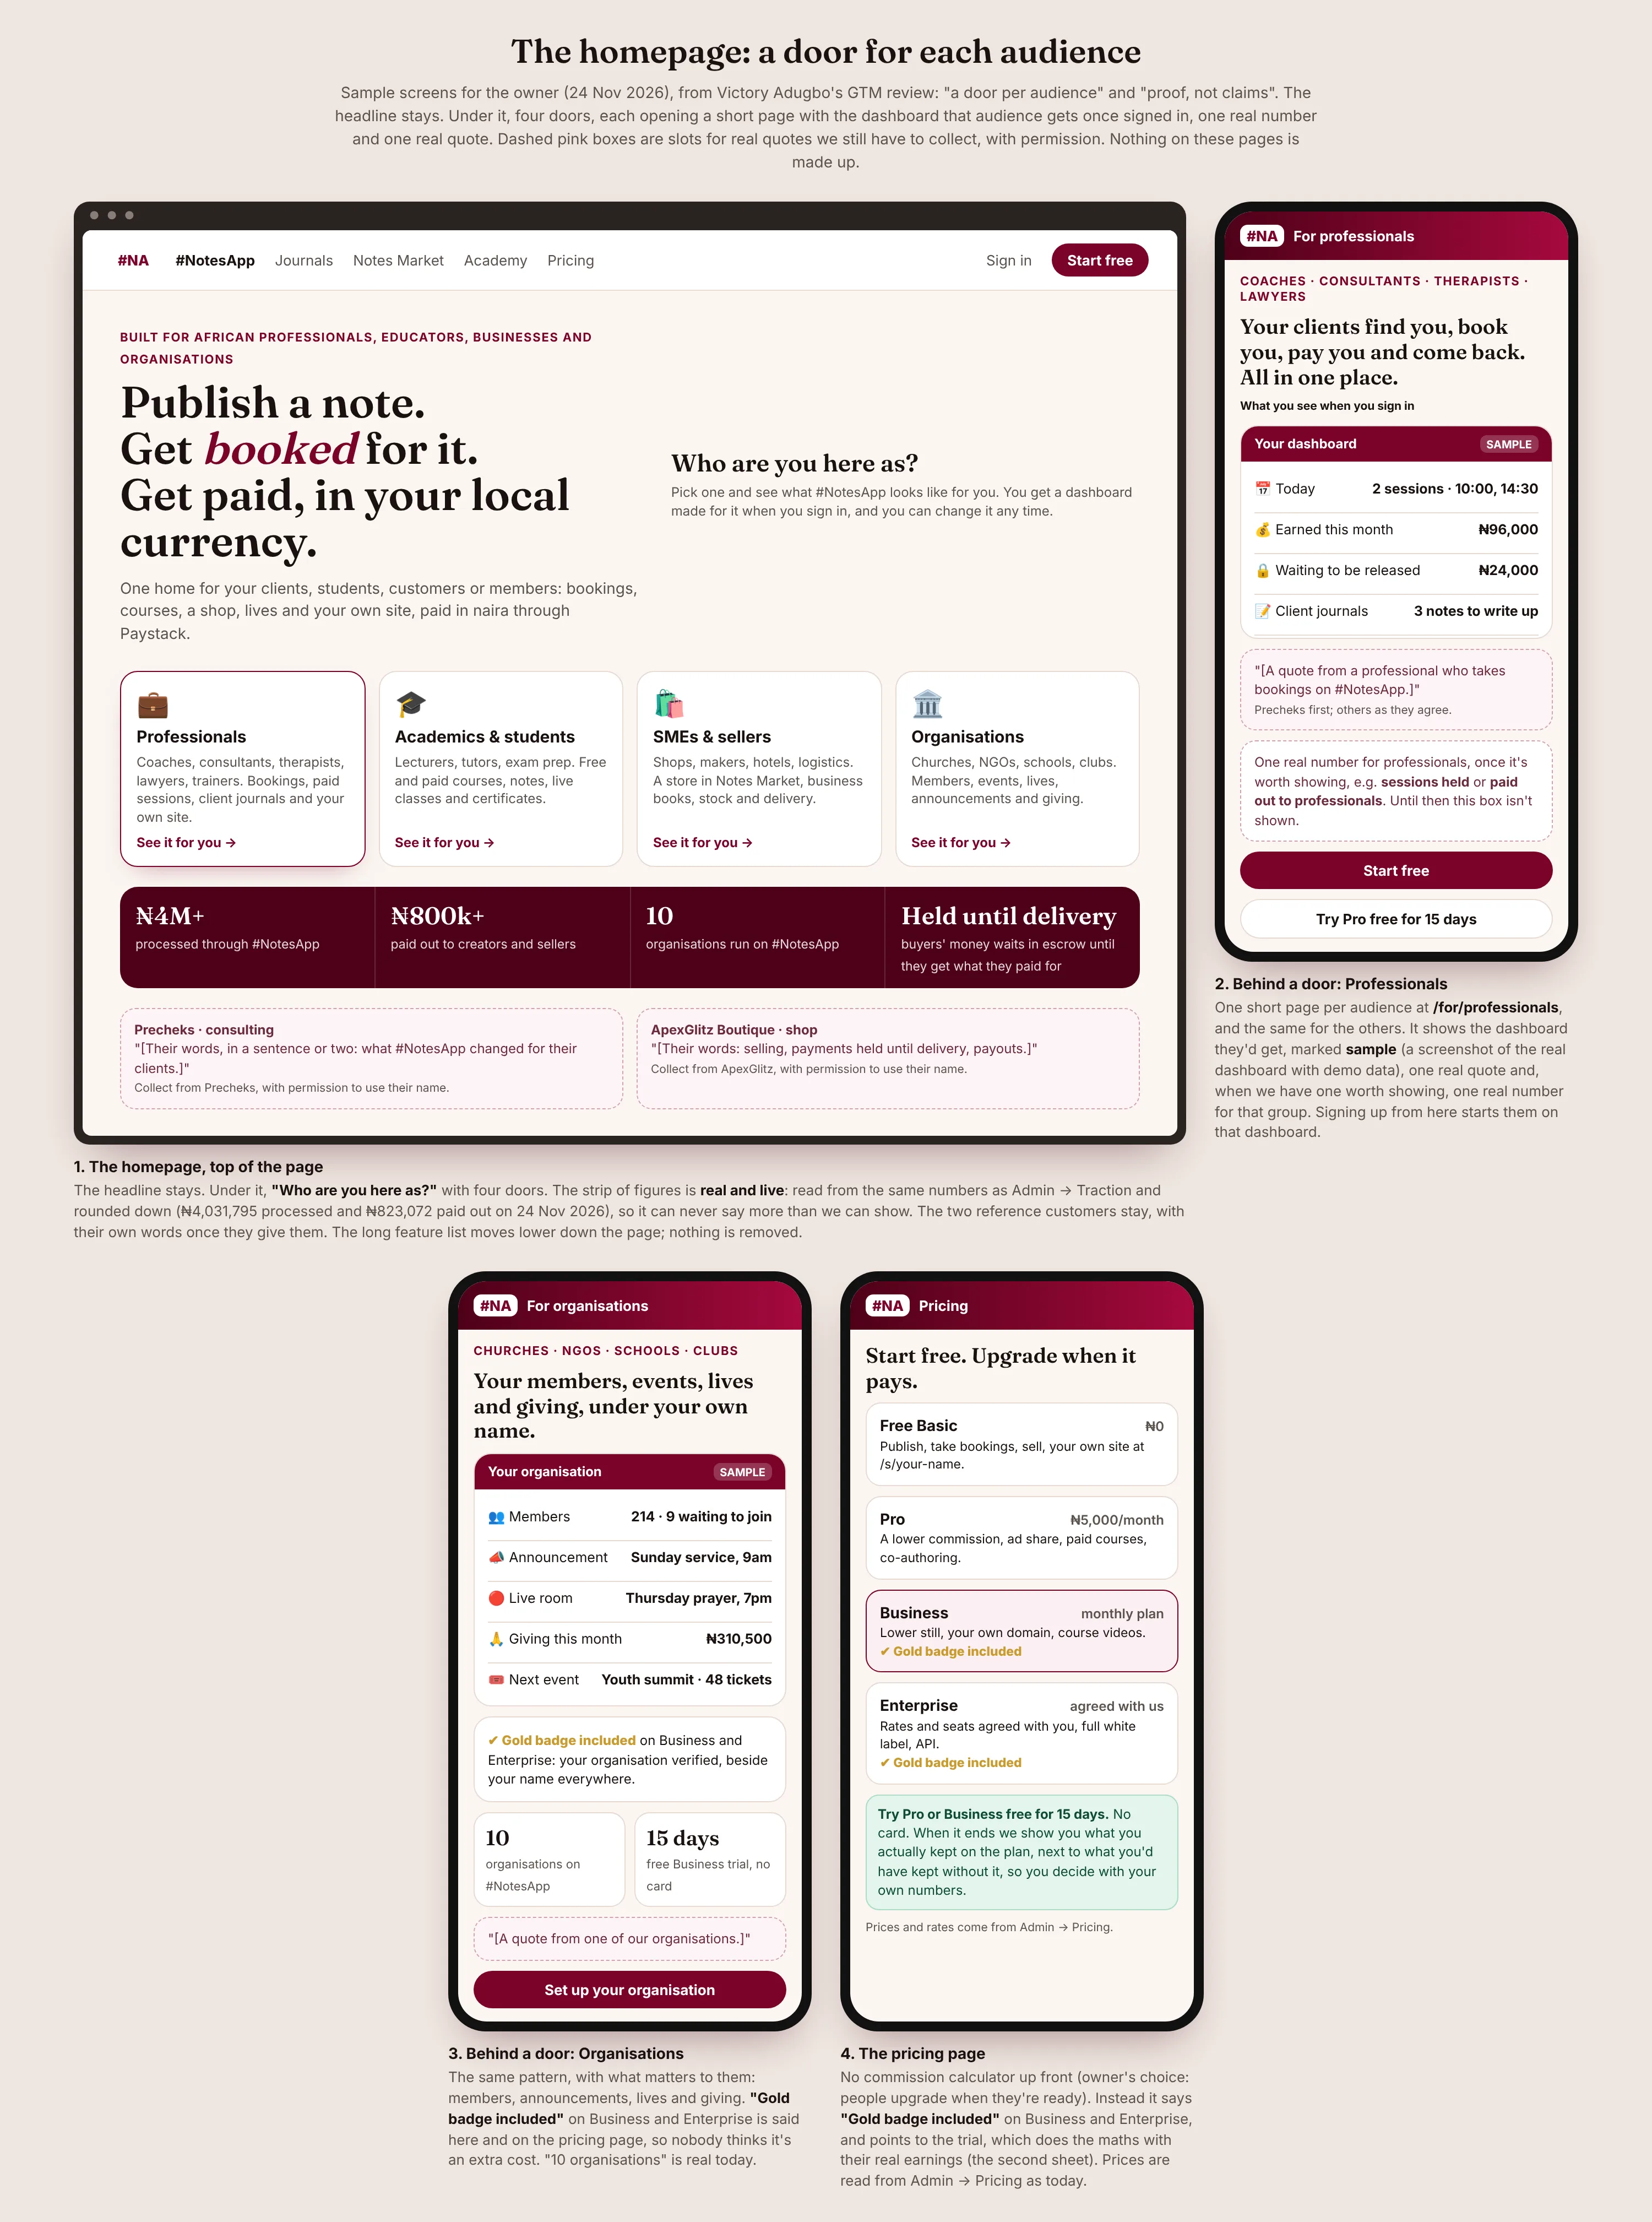 The homepage: a door for each audience
Sample screens for the owner (24 Nov 2026), from Victory Adugbo's GTM review: "a door per audience" and "proof, not claims". The
headline stays. Under it, four doors, each opening a short page with the dashboard that audience gets once signed in, one real number
and one real quote. Dashed pink boxes are slots for real quotes we still have to collect, with permission. Nothing on these pages is
made up.
#NA #NotesApp Journals Notes Market Academy Pricing Sign in Start free
BUILT FOR AFRICAN PROFESSIONALS, EDUCATORS, BUSINESSES AND
ORGANISATIONS
Publish a note.
Get booked for it.
Get paid, in your local
currency.
One home for your clients, students, customers or members: bookings,
courses, a shop, lives and your own site, paid in naira through
Paystack.
Who are you here as?
Pick one and see what #NotesApp looks like for you. You get a dashboard
made for it when you sign in, and you can change it any time.
Professionals
Coaches, consultants, therapists,
lawyers, trainers. Bookings, paid
sessions, client journals and your
own site.
See it for you →
Academics & students
Lecturers, tutors, exam prep. Free
and paid courses, notes, live
classes and certificates.
See it for you →
SMEs & sellers
Shops, makers, hotels, logistics.
A store in Notes Market, business
books, stock and delivery.
See it for you →
Organisations
Churches, NGOs, schools, clubs.
Members, events, lives,
announcements and giving.
See it for you →
₦4M+
processed through #NotesApp
₦800k+
paid out to creators and sellers
10
organisations run on #NotesApp
Held until delivery
buyers' money waits in escrow until
they get what they paid for
Precheks · consulting
"[Their words, in a sentence or two: what #NotesApp changed for their
clients.]"
Collect from Precheks, with permission to use their name.
ApexGlitz Boutique · shop
"[Their words: selling, payments held until delivery, payouts.]"
Collect from ApexGlitz, with permission to use their name.
1. The homepage, top of the page
The headline stays. Under it, "Who are you here as?" with four doors. The strip of figures is real and live: read from the same numbers as Admin → Traction and
rounded down (₦4,031,795 processed and ₦823,072 paid out on 24 Nov 2026), so it can never say more than we can show. The two reference customers stay, with
their own words once they give them. The long feature list moves lower down the page; nothing is removed.
#NA For professionals
COACHES · CONSULTANTS · THERAPISTS ·
LAWYERS
Your clients find you, book
you, pay you and come back.
All in one place.
What you see when you sign in
Your dashboard SAMPLE
Today 2 sessions · 10:00, 14:30
Earned this month ₦96,000
Waiting to be released ₦24,000
Client journals 3 notes to write up
"[A quote from a professional who takes
bookings on #NotesApp.]"
Precheks first; others as they agree.
One real number for professionals, once it's
worth showing, e.g. sessions held or paid
out to professionals. Until then this box isn't
shown.
Start free
Try Pro free for 15 days
2. Behind a door: Professionals
One short page per audience at /for/professionals,
and the same for the others. It shows the dashboard
they'd get, marked sample (a screenshot of the real
dashboard with demo data), one real quote and,
when we have one worth showing, one real number
for that group. Signing up from here starts them on
that dashboard.
#NA For organisations
CHURCHES · NGOS · SCHOOLS · CLUBS
Your members, events, lives
and giving, under your own
name.
Your organisation SAMPLE
Members 214 · 9 waiting to join
Announcement Sunday service, 9am
Live room Thursday prayer, 7pm
Giving this month ₦310,500
Next event Youth summit · 48 tickets
✔ Gold badge included on Business and
Enterprise: your organisation verified, beside
your name everywhere.
10
organisations on
#NotesApp
15 days
free Business trial, no
card
"[A quote from one of our organisations.]"
Set up your organisation
3. Behind a door: Organisations
The same pattern, with what matters to them:
members, announcements, lives and giving. "Gold
badge included" on Business and Enterprise is said
here and on the pricing page, so nobody thinks it's
an extra cost. "10 organisations" is real today.
#NA Pricing
Start free. Upgrade when it
pays.
Free Basic ₦0
Publish, take bookings, sell, your own site at
/s/your-name.
Pro ₦5,000/month
A lower commission, ad share, paid courses,
co-authoring.
Business monthly plan
Lower still, your own domain, course videos.
✔ Gold badge included
Enterprise agreed with us
Rates and seats agreed with you, full white
label, API.
✔ Gold badge included
Try Pro or Business free for 15 days. No
card. When it ends we show you what you
actually kept on the plan, next to what you'd
have kept without it, so you decide with your
own numbers.
Prices and rates come from Admin → Pricing.
4. The pricing page
No commission calculator up front (owner's choice:
people upgrade when they're ready). Instead it says
"Gold badge included" on Business and Enterprise,
and points to the trial, which does the maths with
their real earnings (the second sheet). Prices are
read from Admin → Pricing as today.